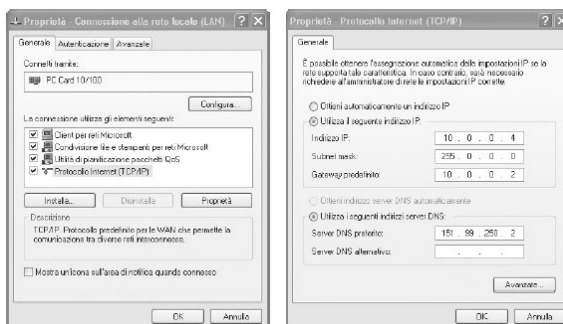 Proprietà - Connessione alla rete locale (LAN)
Generale Autenticazione Avanzate
Connetti tramite:
PC Card 10/100
Configura...
La connessione utilizza gli elementi seguenti:
Client per reti Microsoft
Condivisione file e stampanti per reti Microsoft
Utilità di pianificazione pacchetti QoS
Protocollo Internet (TCP/IP)
Installa... Disinstalla Proprietà
Descrizione
TCP/IP. Protocollo predefinito per le WAN che permette la
comunicazione tra diverse reti interconnesse.
Mostra un'icona sull'area di notifica quando connesso
OK Annulla
Proprietà - Protocollo Internet (TCP/IP)
Generale
È possibile ottenere l'assegnazione automatica delle impostazioni IP se la
rete supporta tale caratteristica. In caso contrario, sarà necessario
richiedere all'amministratore di rete le impostazioni IP corrette.
Ottieni automaticamente un indirizzo IP
Utilizza il seguente indirizzo IP:
Indirizzo IP: 10 . 0 . 0 . 4
Subnet mask: 255 . 0 . 0 . 0
Gateway predefinito: 10 . 0 . 0 . 2
Ottieni indirizzo server DNS automaticamente
Utilizza i seguenti indirizzi server DNS:
Server DNS preferito: 151 . 99 . 250 . 2
Server DNS alternativo: . . .
Avanzate...
OK Annulla